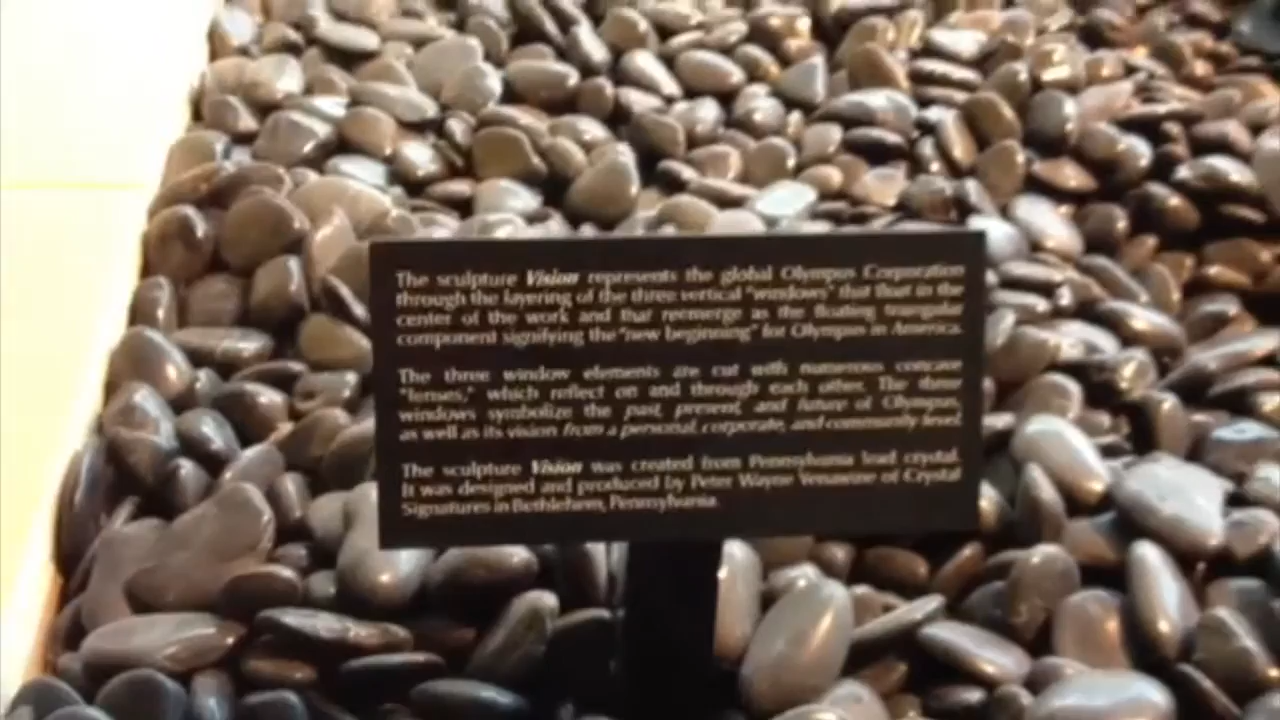 The sculpture Vision represents the global Olympus Corporation
through the layering of the three vertical "windows" that float in the
center of the work and that reemerge as the floating triangular
component signifying the "new beginning" for Olympus in America.
The three window elements are cut with numerous concave
"lenses," which reflect on and through each other. The three
windows symbolize the past, present, and future of Olympus,
as well as its vision from a personal, corporate, and community level.
The sculpture Vision was created from Pennsylvania lead crystal.
It was designed and produced by Peter Wayne of Crystal
Signatures in Bethlehem, Pennsylvania.